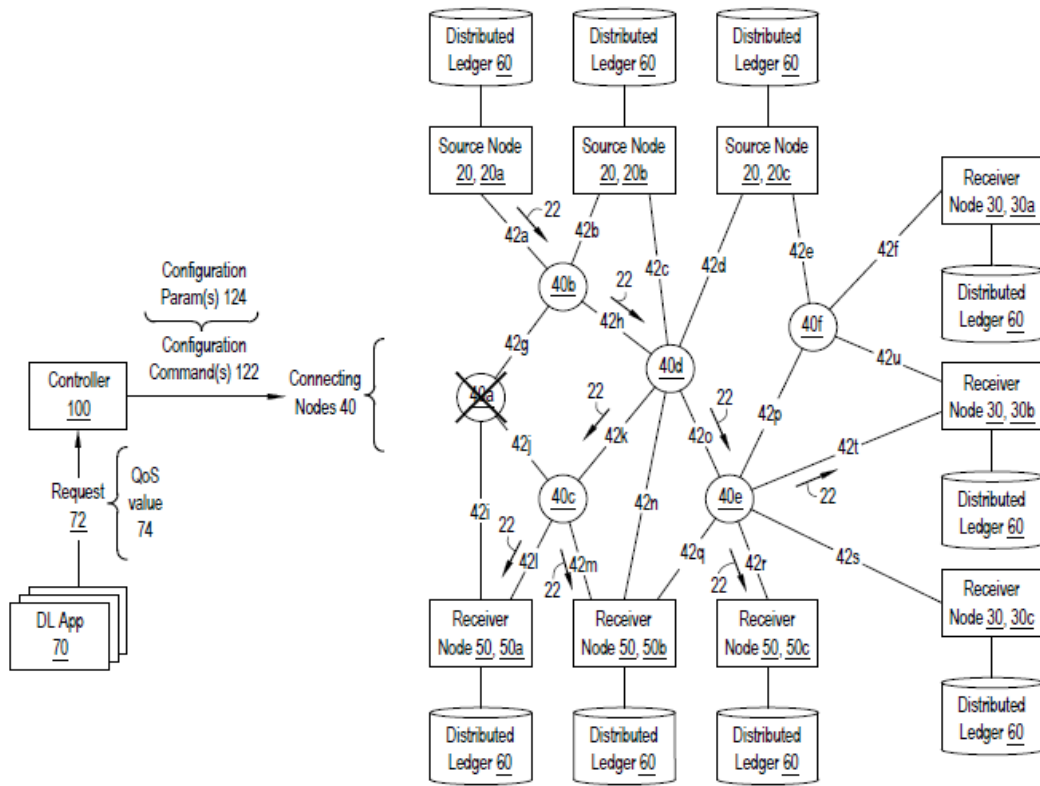 Distributed
Ledger 60
Distributed
Ledger 60
Distributed
Ledger 60
Source Node
20, 20a
Source Node
20, 20b
Source Node
20, 20c
Receiver
Node 30, 30a
22
42a
42b
42c
42d
42e
42f
Configuration
Param(s) 124
40b
22
42h
40f
Distributed
Ledger 60
Configuration
Command(s) 122
42g
42u
Controller
100
Connecting
Nodes 40
40a
40d
Receiver
Node 30, 30b
22
22
42p
42j
42k
42o
42t
Request
72
QoS
value
74
40c
40e
22
42i
42n
Distributed
Ledger 60
22
42l
22
42m
42q
22
42r
42s
DL App
70
Receiver
Node 50, 50a
Receiver
Node 50, 50b
Receiver
Node 50, 50c
Receiver
Node 30, 30c
Distributed
Ledger 60
Distributed
Ledger 60
Distributed
Ledger 60
Distributed
Ledger 60